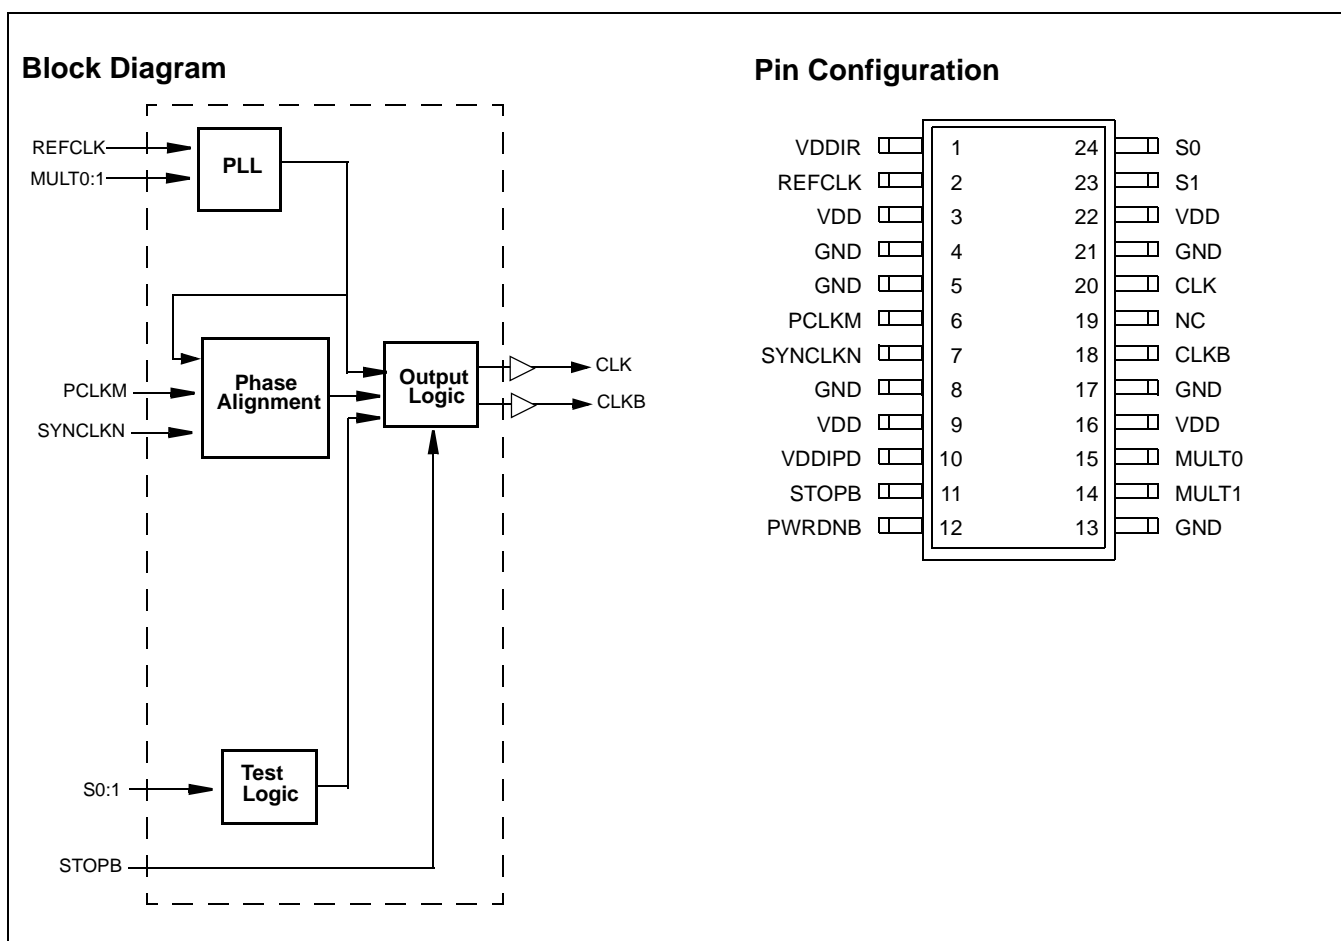 Block Diagram
REFCLK
MULT0:1
PLL
PCLKM
SYNCLKN
Phase
Alignment
Output
Logic
CLK
CLKB
S0:1
Test
Logic
STOPB
Pin Configuration
VDDIR 1 24 S0
REFCLK 2 23 S1
VDD 3 22 VDD
GND 4 21 GND
GND 5 20 CLK
PCLKM 6 19 NC
SYNCLKN 7 18 CLKB
GND 8 17 GND
VDD 9 16 VDD
VDDIPD 10 15 MULT0
STOPB 11 14 MULT1
PWRDNB 12 13 GND